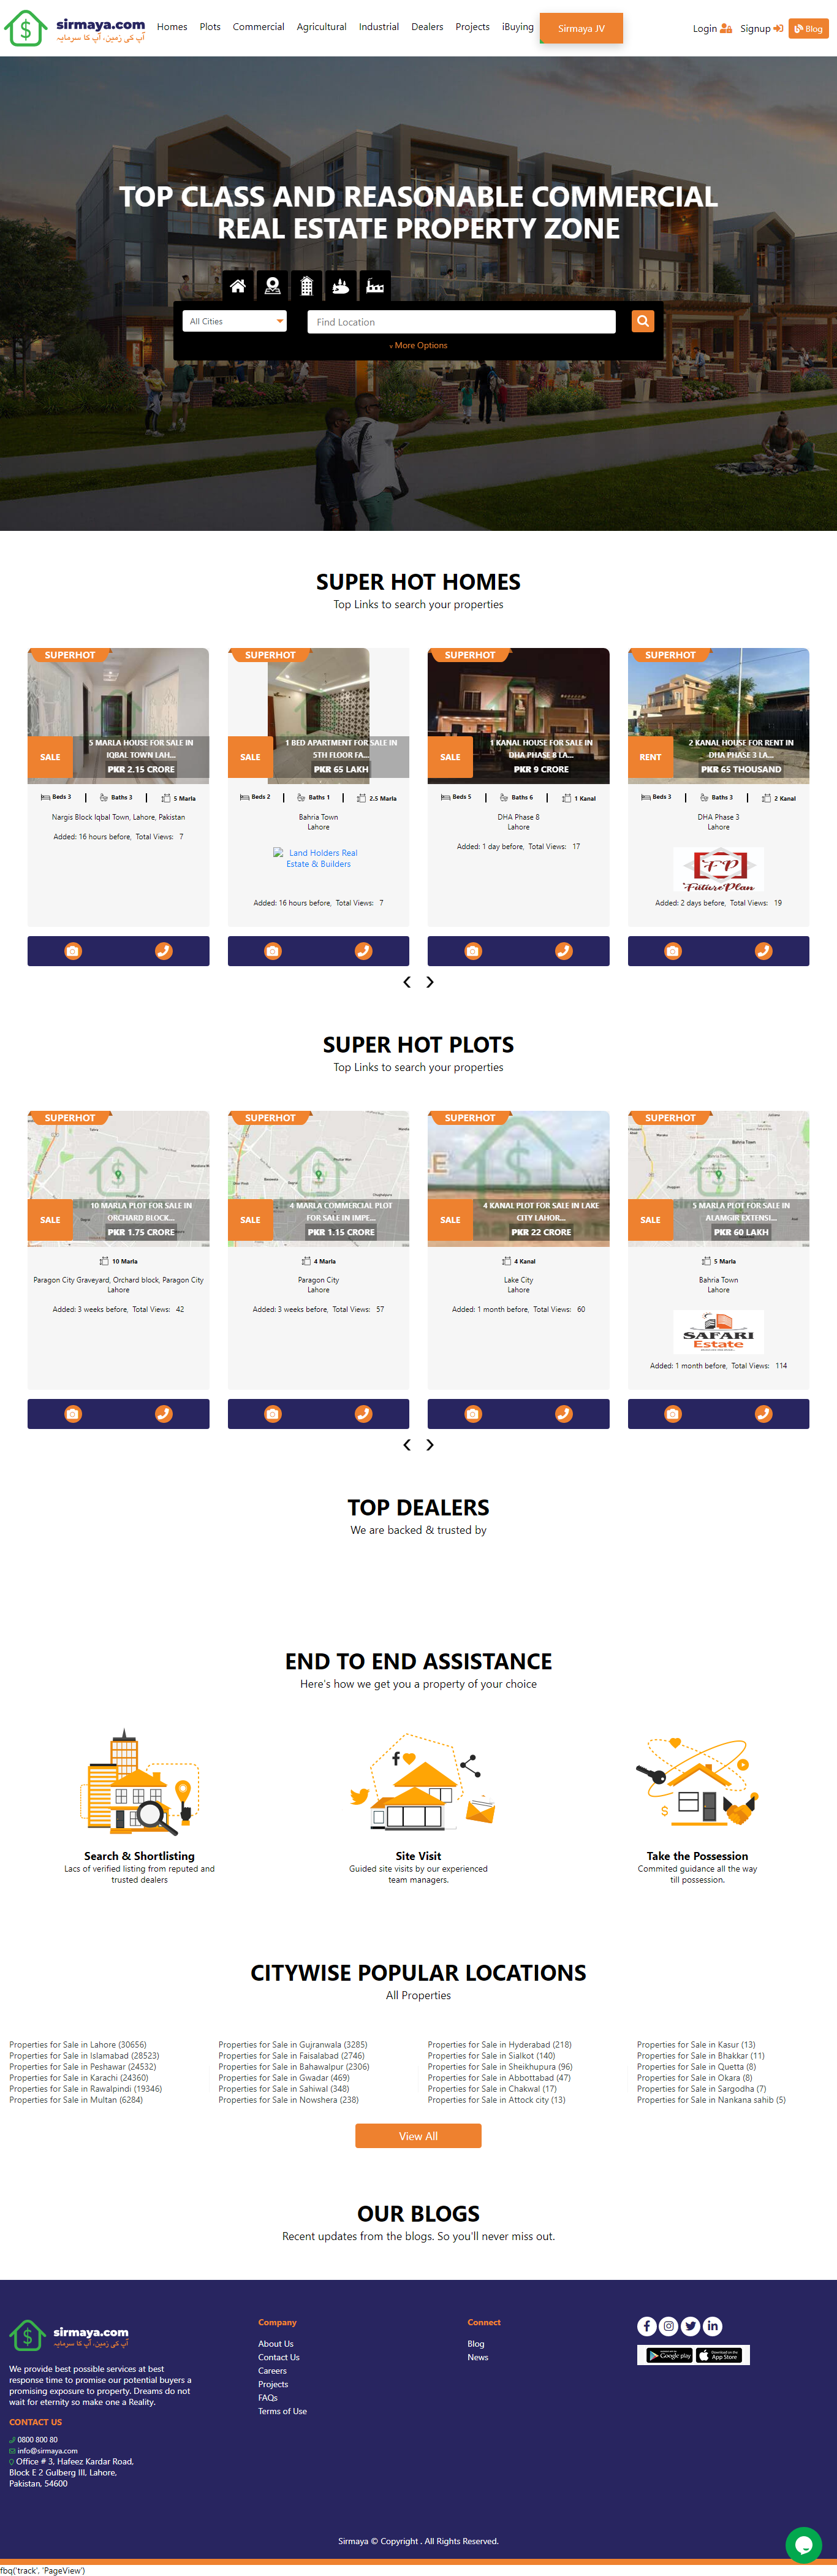 sirmaya.com
آپ کی زمین، آپ کا سرمایہ
Homes
Plots
Commercial
Agricultural
Industrial
Dealers
Projects
iBuying
Sirmaya JV
Login
Signup
Blog
TOP CLASS AND REASONABLE COMMERCIAL
REAL ESTATE PROPERTY ZONE
All Cities
Find Location
More Options
SUPER HOT HOMES
Top Links to search your properties
SUPERHOT
SALE
5 MARLA HOUSE FOR SALE IN
IQBAL TOWN LAH...
PKR 2.15 CRORE
Beds 3
Baths 3
5 Marla
Nargis Block Iqbal Town, Lahore, Pakistan
Added: 16 hours before, Total Views: 7
SUPERHOT
SALE
1 BED APARTMENT FOR SALE IN
5TH FLOOR FA...
PKR 65 LAKH
Beds 2
Baths 1
2.5 Marla
Bahria Town
Lahore
Land Holders Real
Estate & Builders
Added: 16 hours before, Total Views: 7
SUPERHOT
SALE
1 KANAL HOUSE FOR SALE IN
DHA PHASE 8 LA...
PKR 9 CRORE
Beds 5
Baths 6
1 Kanal
DHA Phase 8
Lahore
Added: 1 day before, Total Views: 17
SUPERHOT
RENT
2 KANAL HOUSE FOR RENT IN
DHA PHASE 3 LA...
PKR 65 THOUSAND
Beds 3
Baths 3
2 Kanal
DHA Phase 3
Lahore
FP
FuturePlan
Added: 2 days before, Total Views: 19
SUPER HOT PLOTS
Top Links to search your properties
SUPERHOT
SALE
10 MARLA PLOT FOR SALE IN
ORCHARD BLOCK...
PKR 1.75 CRORE
10 Marla
Paragon City Graveyard, Orchard block, Paragon City
Lahore
Added: 3 weeks before, Total Views: 42
SUPERHOT
SALE
4 MARLA COMMERCIAL PLOT
FOR SALE IN IMPE...
PKR 1.15 CRORE
4 Marla
Paragon City
Lahore
Added: 3 weeks before, Total Views: 57
SUPERHOT
SALE
4 KANAL PLOT FOR SALE IN LAKE
CITY LAHOR...
PKR 22 CRORE
4 Kanal
Lake City
Lahore
Added: 1 month before, Total Views: 60
SUPERHOT
SALE
5 MARLA PLOT FOR SALE IN
ALAMGIR EXTENSI...
PKR 60 LAKH
5 Marla
Bahria Town
Lahore
SAFARI
Estate
Added: 1 month before, Total Views: 114
TOP DEALERS
We are backed & trusted by
END TO END ASSISTANCE
Here's how we get you a property of your choice
Search & Shortlisting
Lacs of verified listing from reputed and
trusted dealers
Site Visit
Guided site visits by our experienced
team managers.
Take the Possession
Commited guidance all the way
till possession.
CITYWISE POPULAR LOCATIONS
All Properties
Properties for Sale in Lahore (30656)
Properties for Sale in Islamabad (28523)
Properties for Sale in Peshawar (24532)
Properties for Sale in Karachi (24360)
Properties for Sale in Rawalpindi (19346)
Properties for Sale in Multan (6284)
Properties for Sale in Gujranwala (3285)
Properties for Sale in Faisalabad (2746)
Properties for Sale in Bahawalpur (2306)
Properties for Sale in Gwadar (469)
Properties for Sale in Sahiwal (348)
Properties for Sale in Nowshera (238)
Properties for Sale in Hyderabad (218)
Properties for Sale in Sialkot (140)
Properties for Sale in Sheikhupura (96)
Properties for Sale in Abbottabad (47)
Properties for Sale in Chakwal (17)
Properties for Sale in Attock city (13)
Properties for Sale in Kasur (13)
Properties for Sale in Bhakkar (11)
Properties for Sale in Quetta (8)
Properties for Sale in Okara (8)
Properties for Sale in Sargodha (7)
Properties for Sale in Nankana sahib (5)
View All
OUR BLOGS
Recent updates from the blogs. So you'll never miss out.
sirmaya.com
آپ کی زمین، آپ کا سرمایہ
We provide best possible services at best
response time to promise our potential buyers a
promising exposure to property. Dreams do not
wait for eternity so make one a Reality.
CONTACT US
0800 800 80
info@sirmaya.com
Office # 3, Hafeez Kardar Road,
Block E 2 Gulberg III, Lahore,
Pakistan, 54600
Company
About Us
Contact Us
Careers
Projects
FAQs
Terms of Use
Connect
Blog
News
Google play
App Store
Sirmaya © Copyright . All Rights Reserved.
fbq('track', 'PageView')